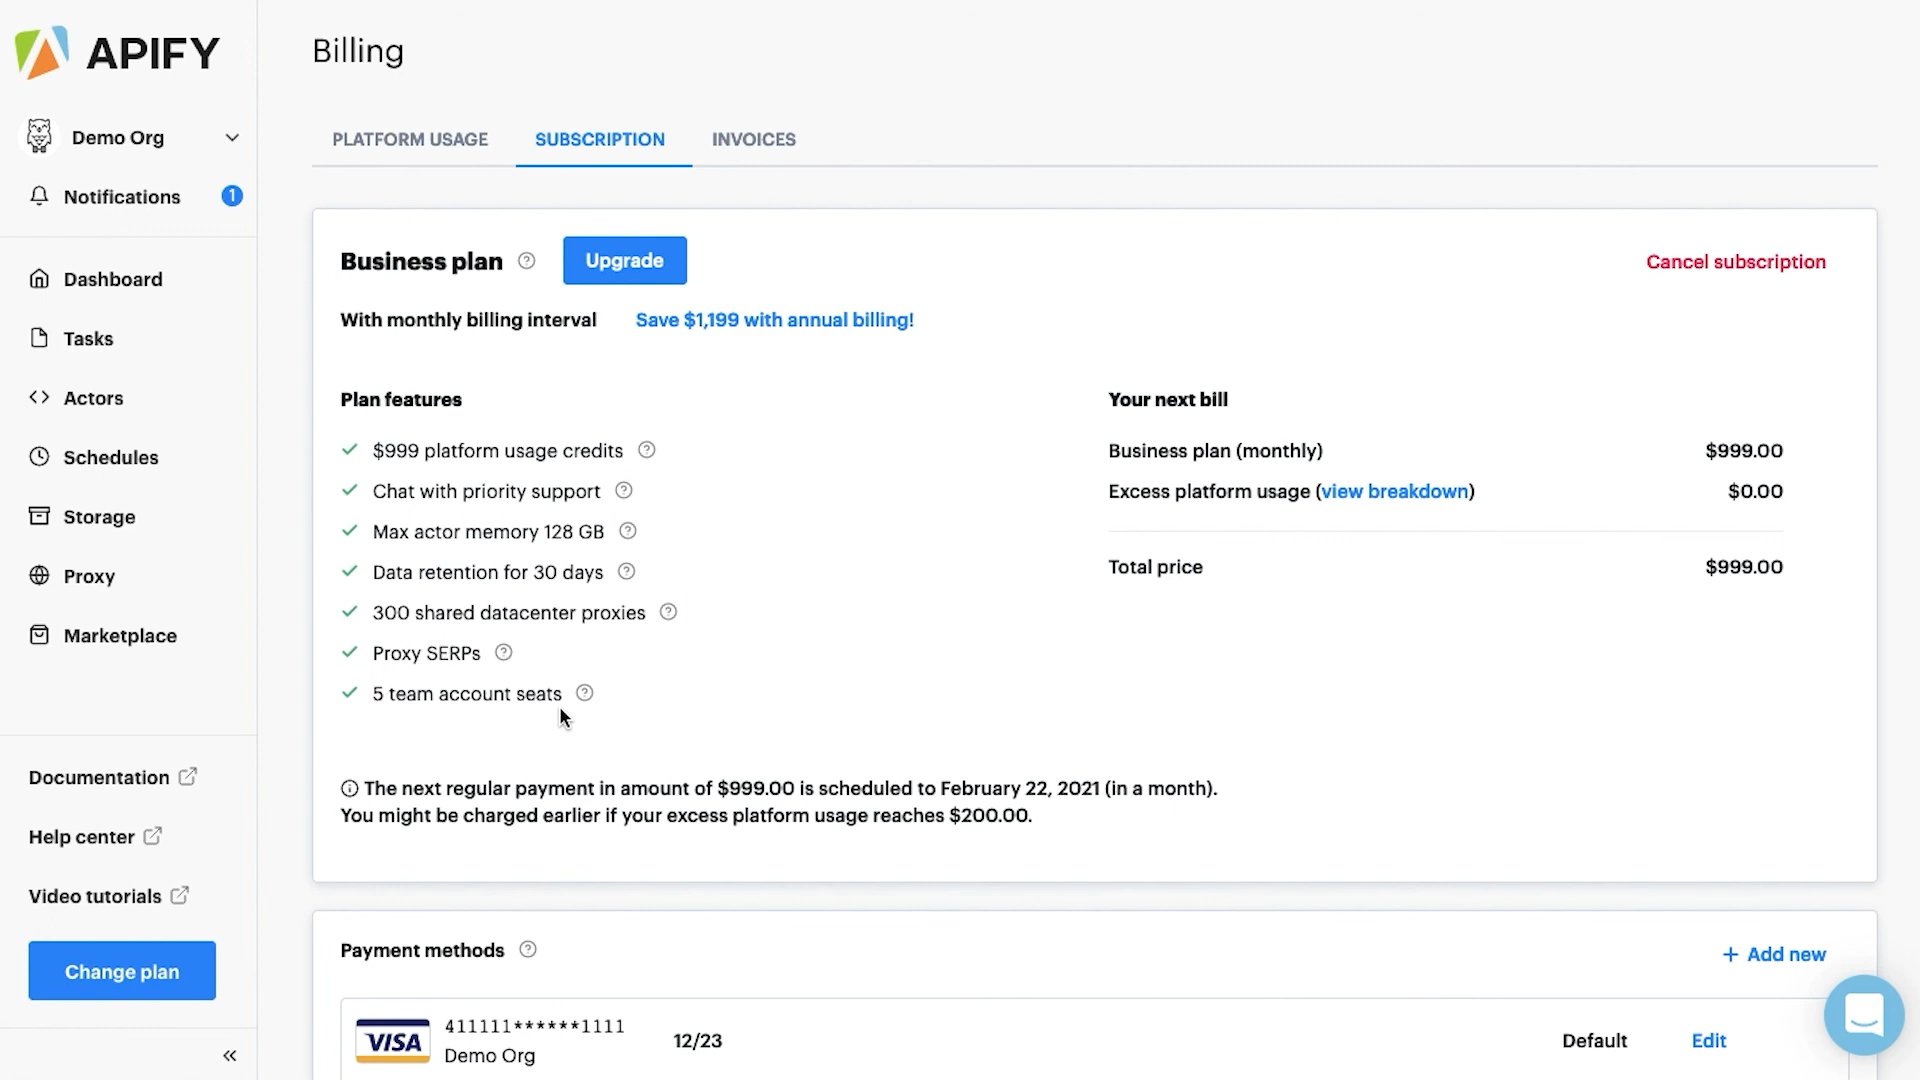 APIFY
Demo Org
Notifications
1
Dashboard
Tasks
Actors
Schedules
Storage
Proxy
Marketplace
Documentation
Help center
Video tutorials
Change plan
«
Billing
PLATFORM USAGE
SUBSCRIPTION
INVOICES
Business plan ?
Upgrade
Cancel subscription
With monthly billing interval
Save $1,199 with annual billing!
Plan features
$999 platform usage credits ?
Chat with priority support ?
Max actor memory 128 GB ?
Data retention for 30 days ?
300 shared datacenter proxies ?
Proxy SERPs ?
5 team account seats ?
Your next bill
Business plan (monthly) $999.00
Excess platform usage (view breakdown) $0.00
Total price $999.00
The next regular payment in amount of $999.00 is scheduled to February 22, 2021 (in a month).
You might be charged earlier if your excess platform usage reaches $200.00.
Payment methods ?
+ Add new
VISA
411111******1111
Demo Org
12/23
Default
Edit